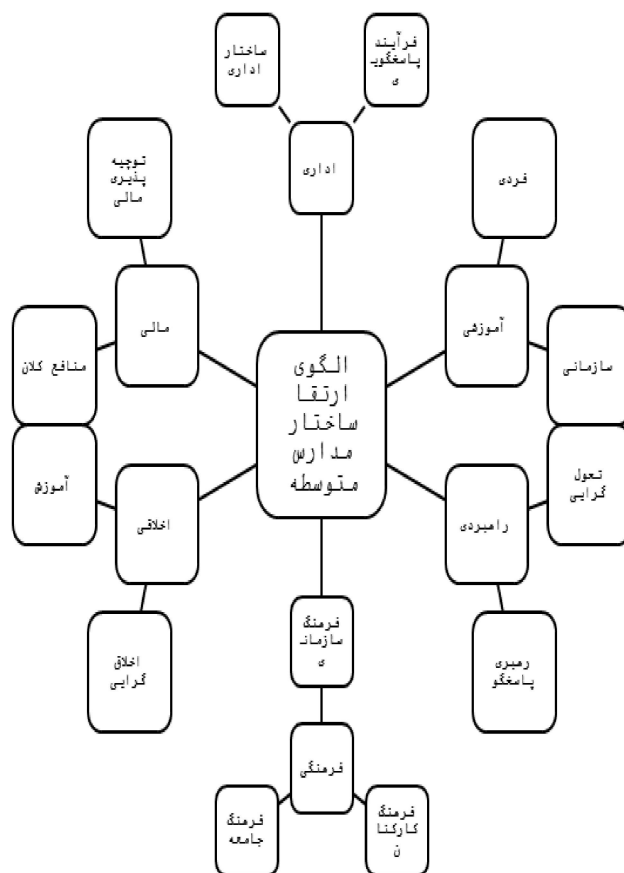 ساختار
اداری
فرآیند
پاسخگوی
ی
اداری
توجیه
پذیری
مالی
فردی
مالی
آموزشی
منافع کلان
سازمانی
الگوی
ارتقا
ساختار
مدارس
متوسطه
آموزش
تحول
گرایی
اخلاقی
راهبردی
فرهنگ
سازمان
ی
اخلاق
گرایی
رهبری
پاسخگو
فرهنگی
فرهنگ
جامعه
فرهنگ
کارکنا
ن